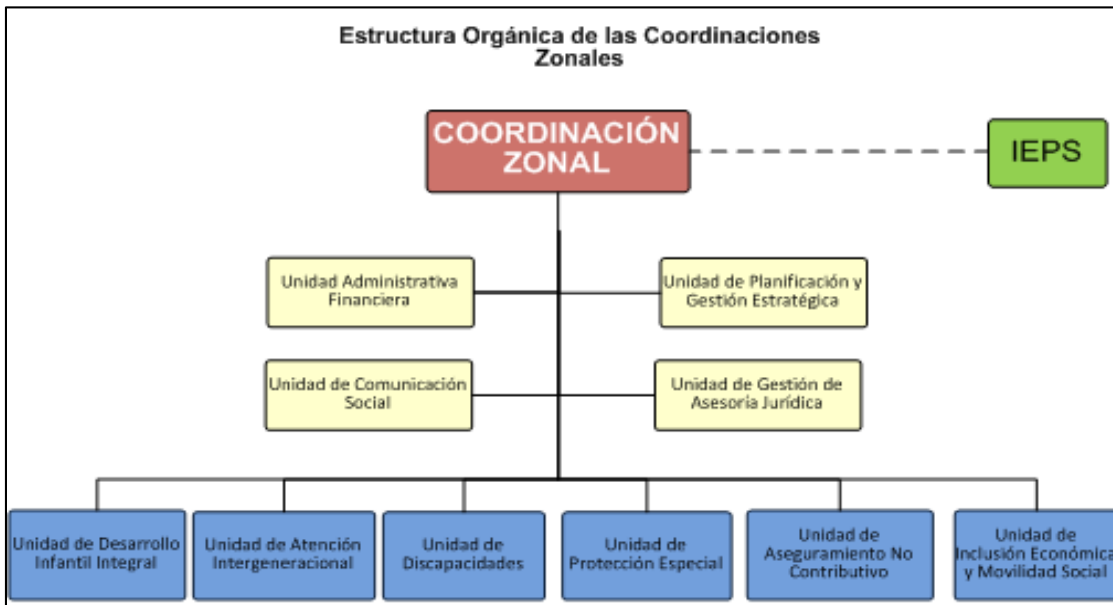 Estructura Orgánica de las Coordinaciones
Zonales
COORDINACIÓN
ZONAL
IEPS
Unidad Administrativa
Financiera
Unidad de Planificación y
Gestión Estratégica
Unidad de Comunicación
Social
Unidad de Gestión de
Asesoría Jurídica
Unidad de Desarrollo
Infantil Integral
Unidad de Atención
Intergeneracional
Unidad de
Discapacidades
Unidad de
Protección Especial
Unidad de
Aseguramiento No
Contributivo
Unidad de
Inclusión Económica
y Movilidad Social